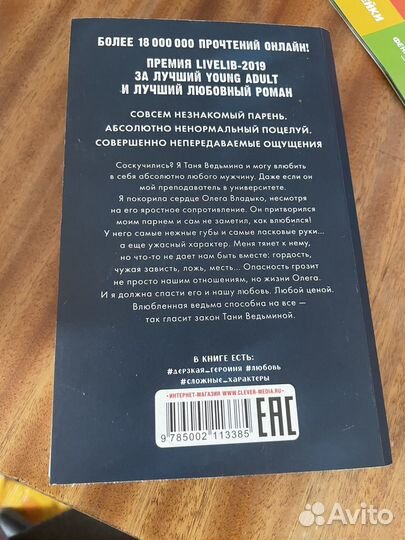 БОЛЕЕ 18 000 000 ПРОЧТЕНИЙ ОНЛАЙН!
ПРЕМИЯ LIVELIB-2019
ЗА ЛУЧШИЙ YOUNG ADULT
И ЛУЧШИЙ ЛЮБОВНЫЙ РОМАН
СОВСЕМ НЕЗНАКОМЫЙ ПАРЕНЬ.
АБСОЛЮТНО НЕНОРМАЛЬНЫЙ ПОЦЕЛУЙ.
СОВЕРШЕННО НЕПЕРЕДАВАЕМЫЕ ОЩУЩЕНИЯ
Соскучились? Я Таня Ведьмина и могу влюбить
в себя абсолютно любого мужчину. Даже если он
мой преподаватель в университете.
Я покорила сердце Олега Владыко, несмотря
на его яростное сопротивление. Он притворился
моим парнем и сам не заметил, как влюбился!
У него самые нежные губы и самые ласковые руки...
а еще ужасный характер. Меня тянет к нему,
но что-то не дает нам быть вместе: гордость,
чужая зависть, ложь, месть... Опасность грозит
не просто нашим отношениям, но жизни Олега.
И я должна спасти его и нашу любовь. Любой ценой.
Влюбленная ведьма способна на все —
так гласит закон Тани Ведьминой.
В КНИГЕ ЕСТЬ:
#дерзкая_героиня #любовь
#сложные_характеры
•ИНТЕРНЕТ-МАГАЗИН WWW.CLEVER-MEDIA.RU•
9 785002 113385
EAC
ЕЙКИ
Avito